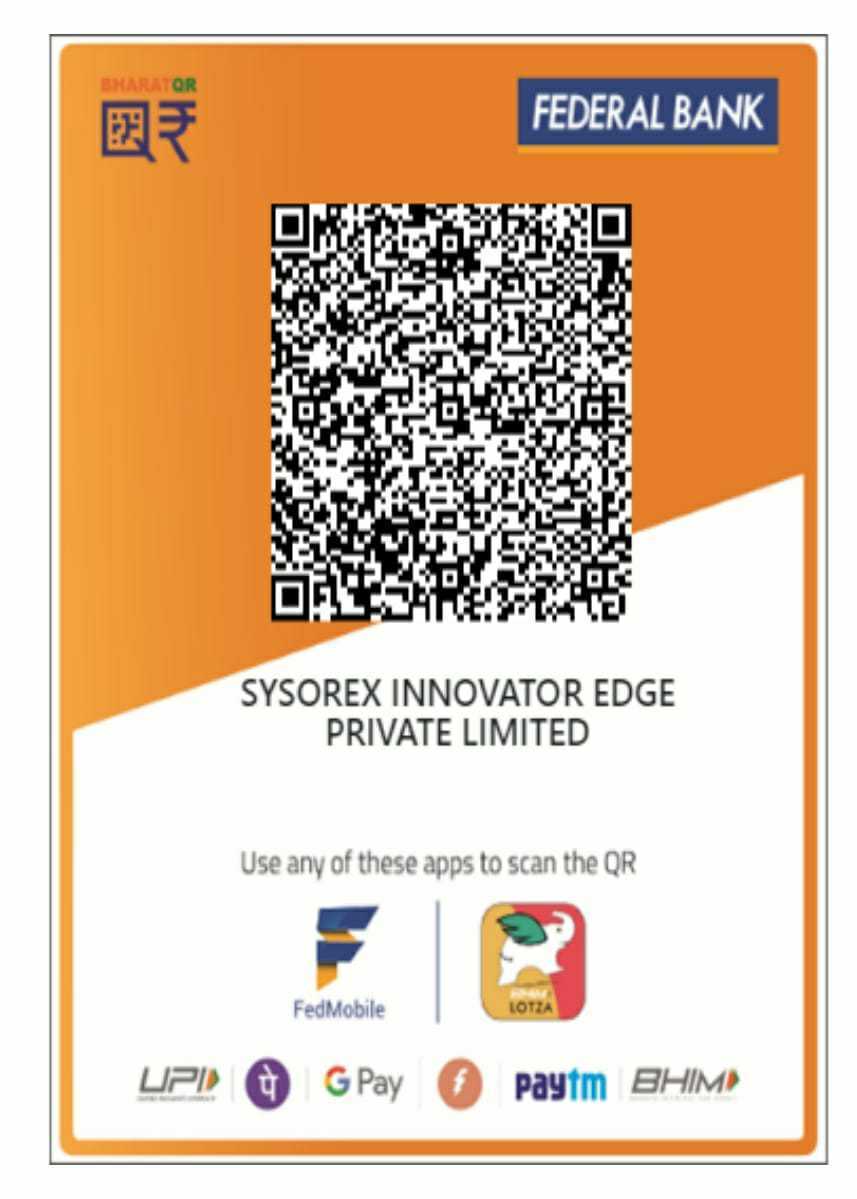 BHARATQR
FEDERAL BANK
SYSOREX INNOVATOR EDGE
PRIVATE LIMITED
Use any of these apps to scan the QR
FedMobile
LOTZA
UPI
पे
G Pay
paytm
BHIM